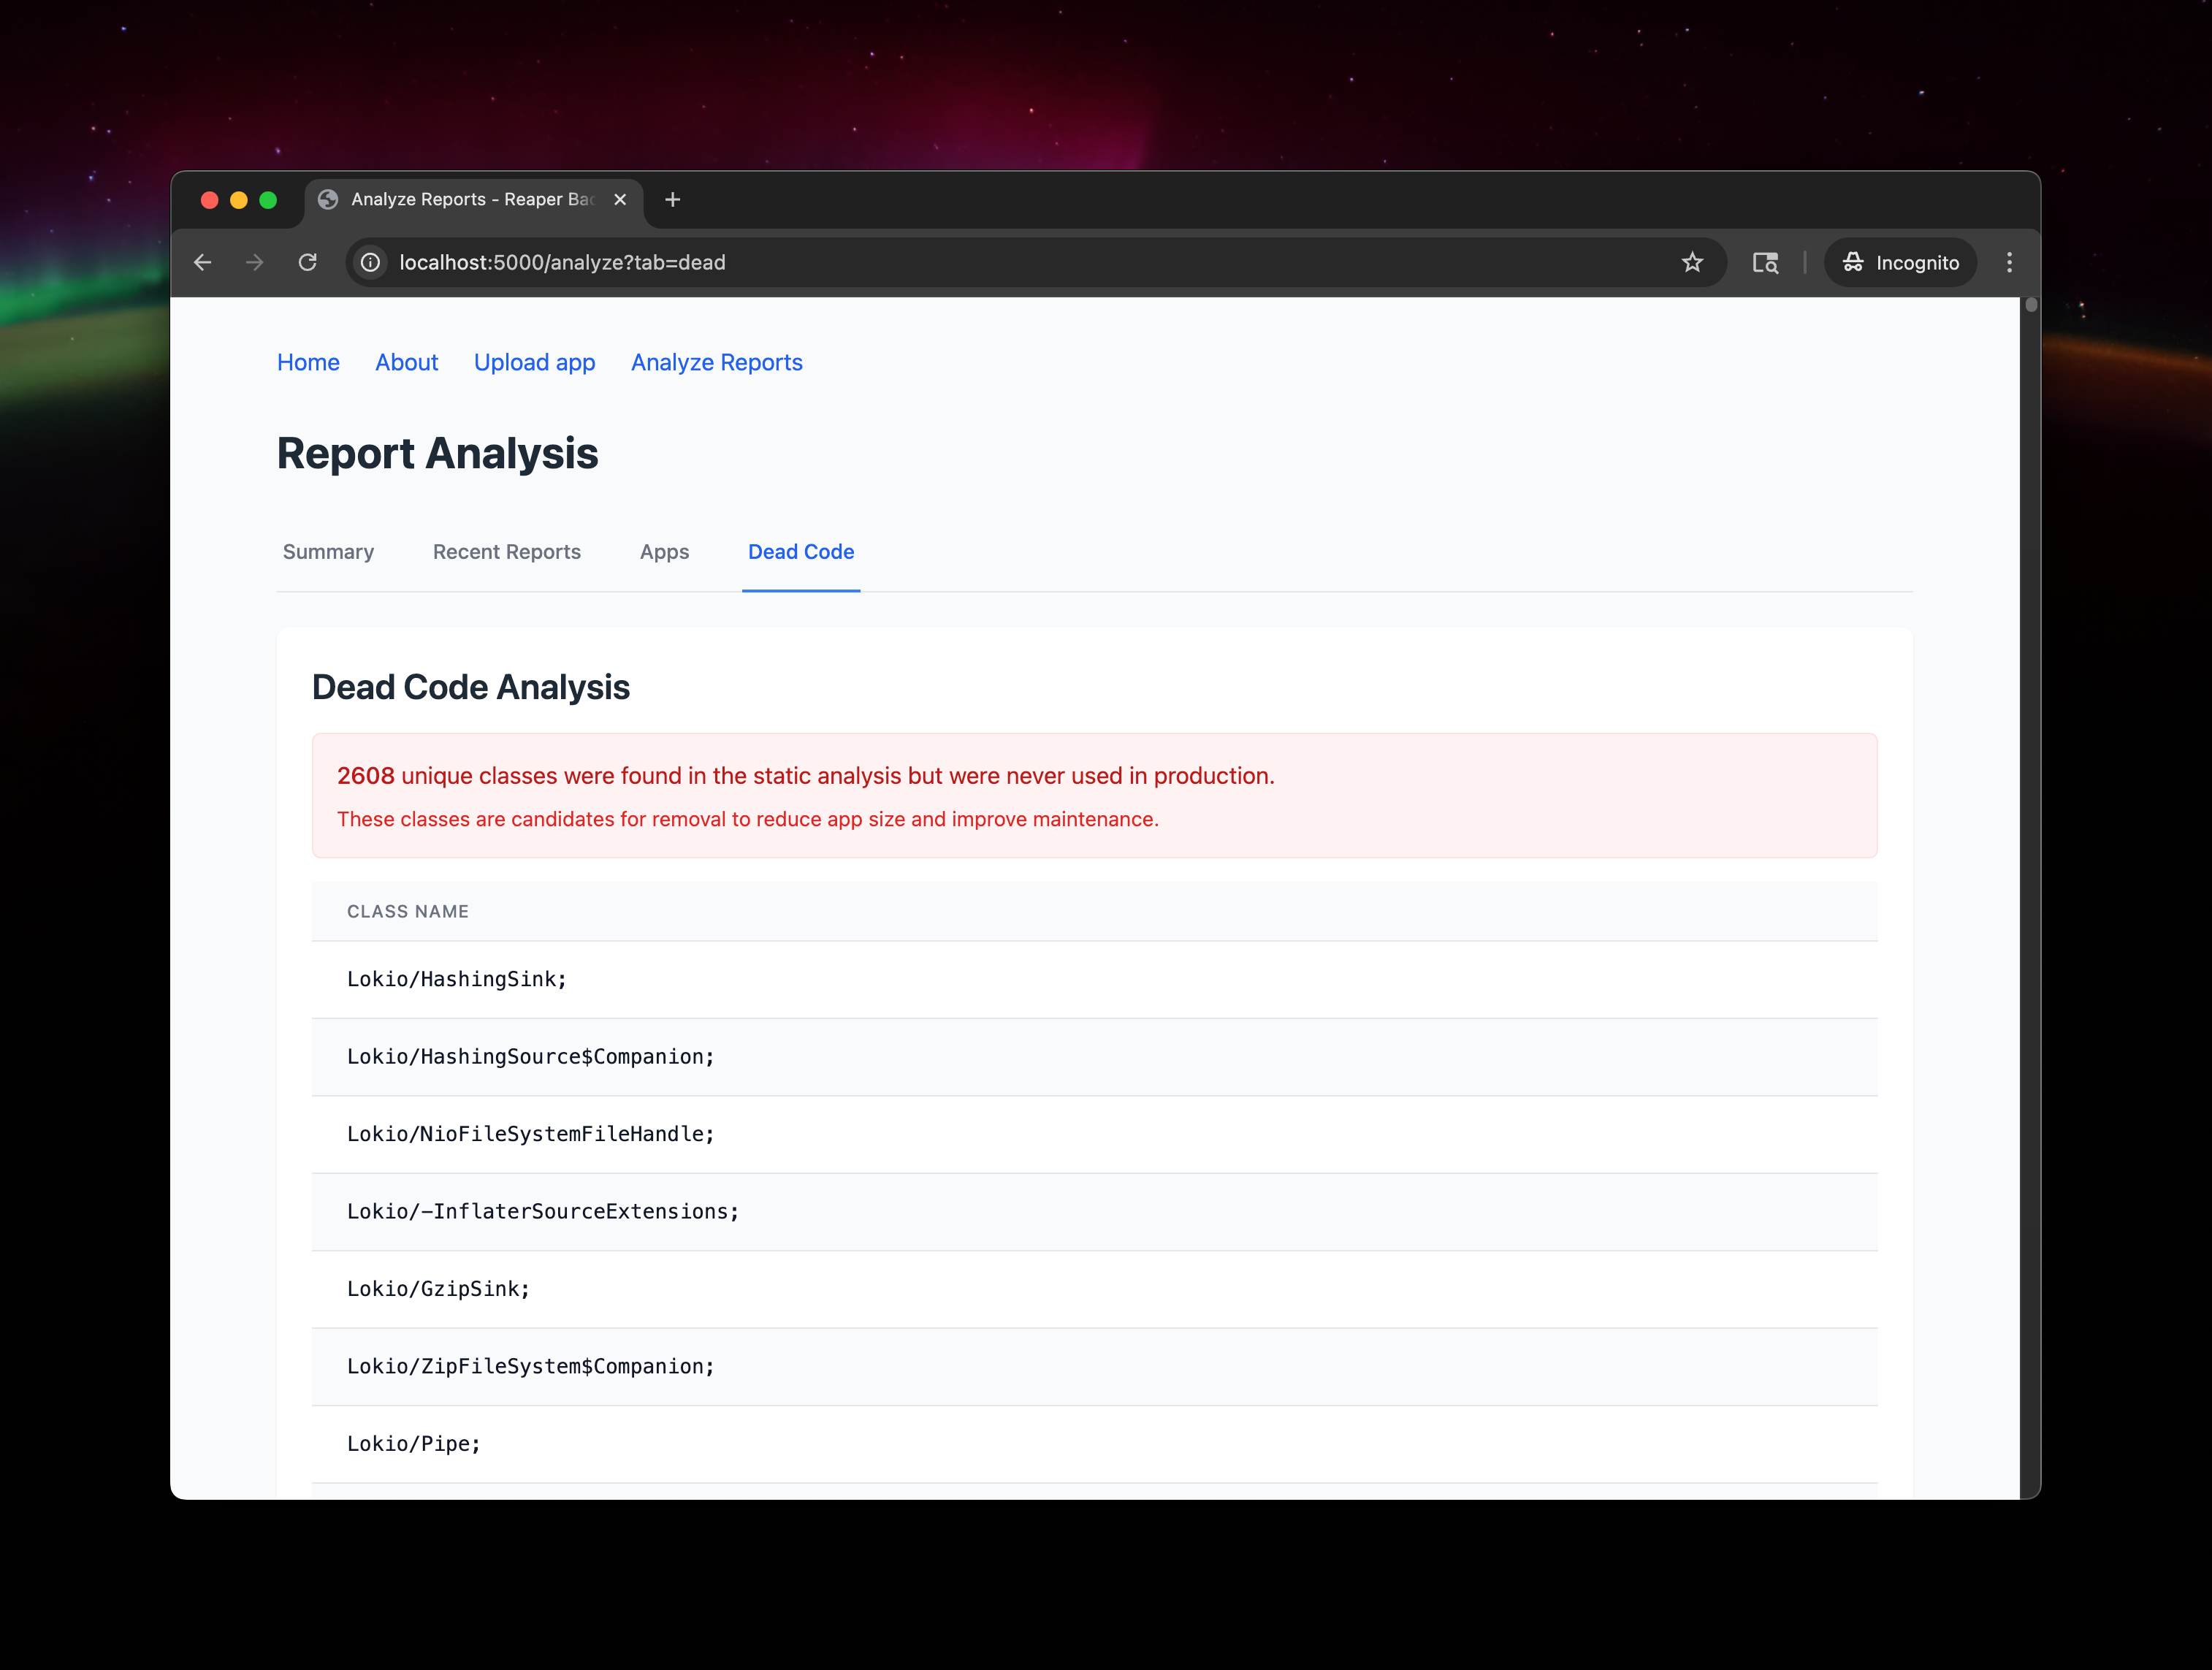 Analyze Reports - Reaper Bac
localhost:5000/analyze?tab=dead
Incognito
Home About Upload app Analyze Reports
Report Analysis
Summary Recent Reports Apps Dead Code
Dead Code Analysis
2608 unique classes were found in the static analysis but were never used in production.
These classes are candidates for removal to reduce app size and improve maintenance.
CLASS NAME
Lokio/HashingSink;
Lokio/HashingSource$Companion;
Lokio/NioFileSystemFileHandle;
Lokio/-InflaterSourceExtensions;
Lokio/GzipSink;
Lokio/ZipFileSystem$Companion;
Lokio/Pipe;